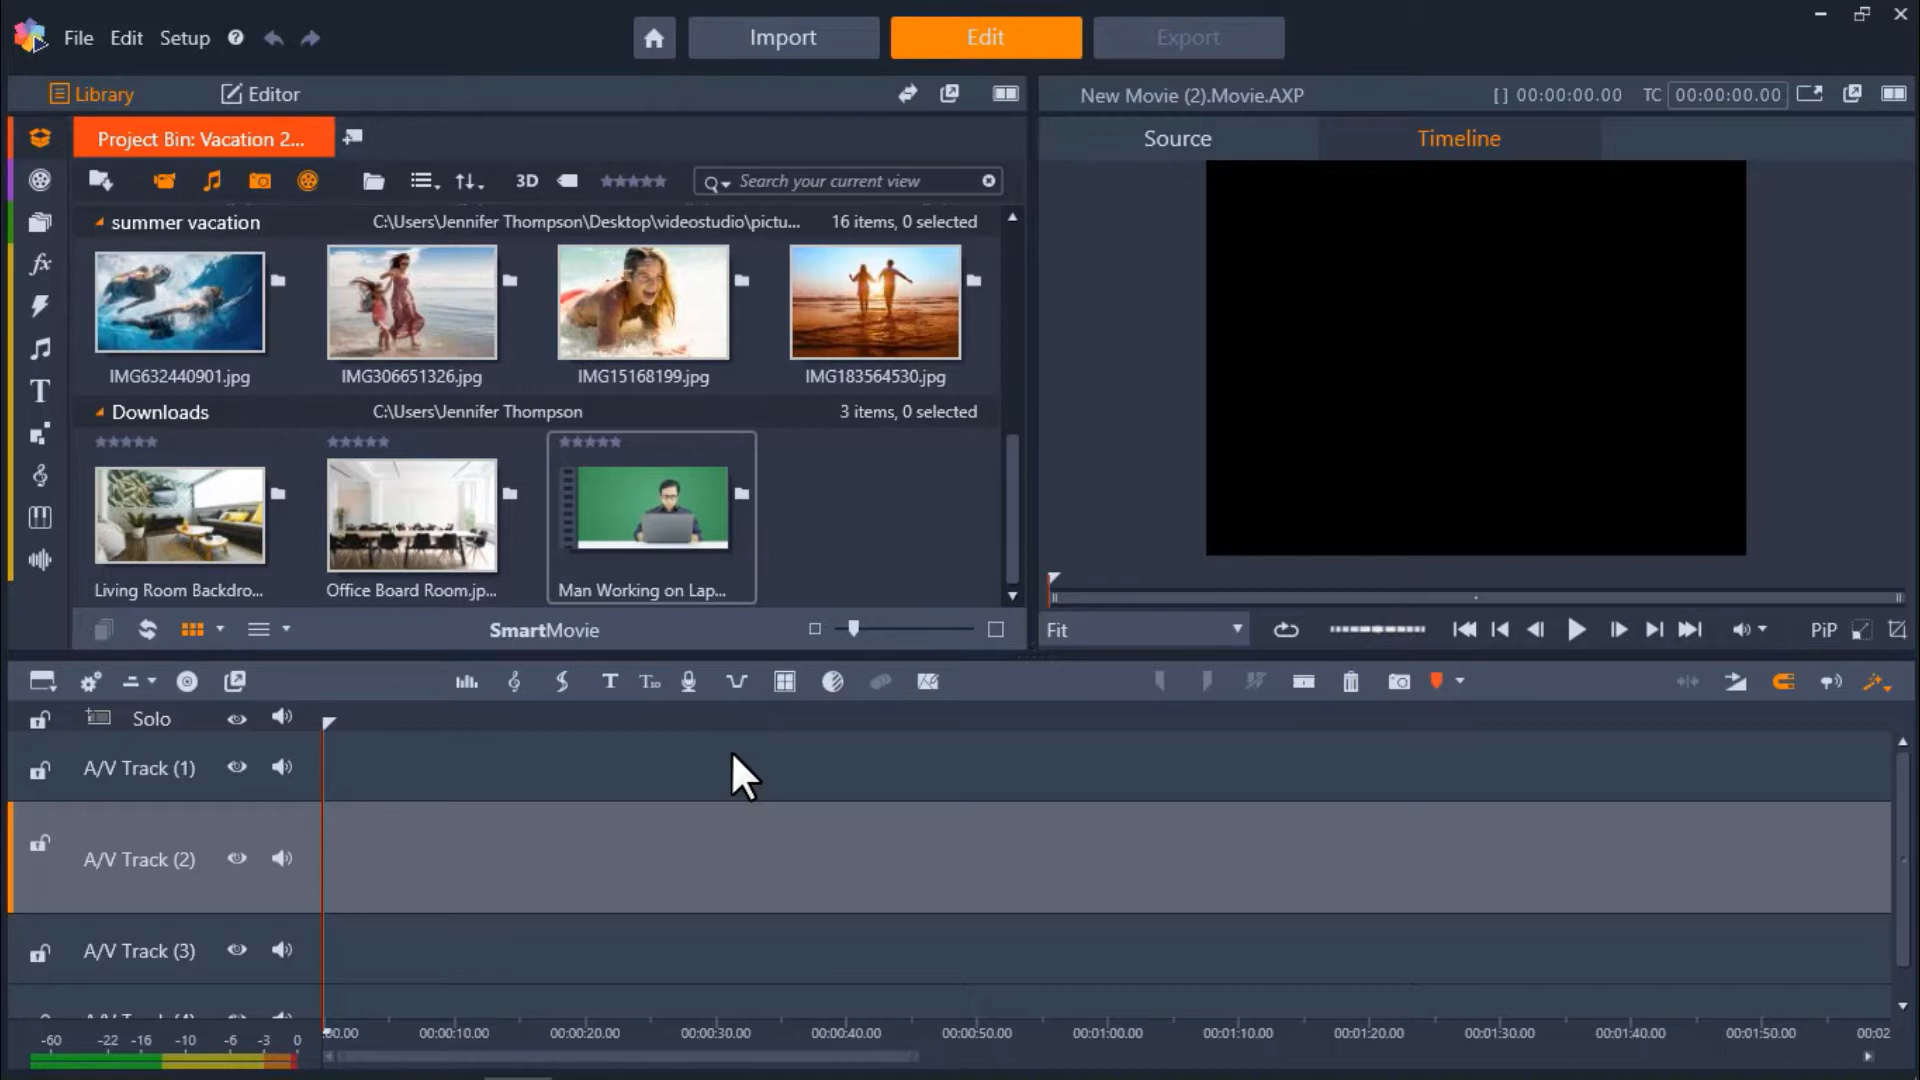 File Edit Setup
Import Edit Export
Library Editor
New Movie (2).Movie.AXP [] 00:00:00.00 TC 00:00:00.00
Project Bin: Vacation 2...
Source Timeline
3D Search your current view
summer vacation C:\Users\Jennifer Thompson\Desktop\videostudio\pictu... 16 items, 0 selected
IMG632440901.jpg IMG306651326.jpg IMG15168199.jpg IMG183564530.jpg
Downloads C:\Users\Jennifer Thompson 3 items, 0 selected
Living Room Backdro... Office Board Room.jp... Man Working on Lap...
SmartMovie
Fit PiP
Solo
A/V Track (1)
A/V Track (2)
A/V Track (3)
-60 -22 -16 -10 -6 -3 0
:00.00 00:00:10.00 00:00:20.00 00:00:30.00 00:00:40.00 00:00:50.00 00:01:00.00 00:01:10.00 00:01:20.00 00:01:30.00 00:01:40.00 00:01:50.00 00:02